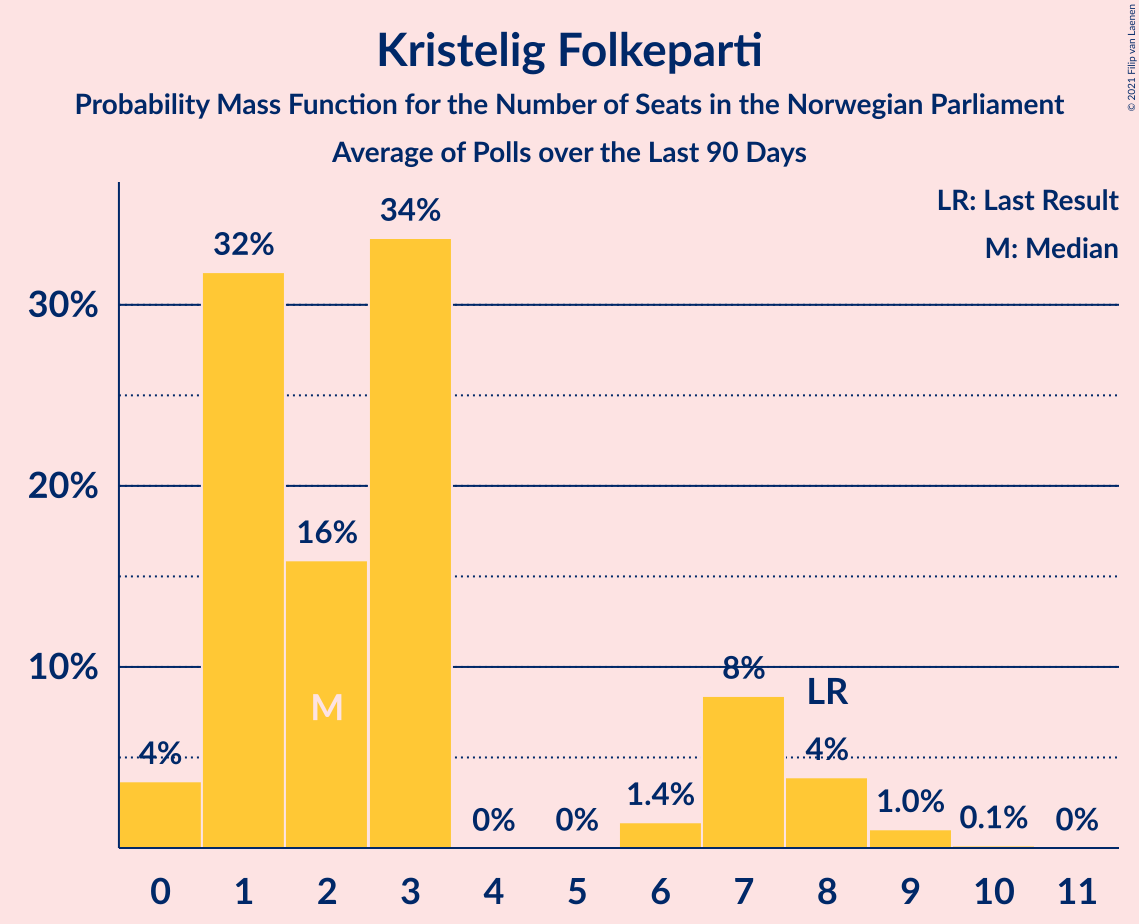 Kristelig Folkeparti
Probability Mass Function for the Number of Seats in the Norwegian Parliament
Average of Polls over the Last 90 Days
© 2021 Filip van Laenen
LR: Last Result
M: Median
34%
32%
30%
20%
16%
10%
8%
LR
M
4%
4%
1.4%
1.0%
0%
0%
0.1%
0%
0 1 2 3 4 5 6 7 8 9 10 11